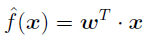 f̂(x) = wᵀ · x